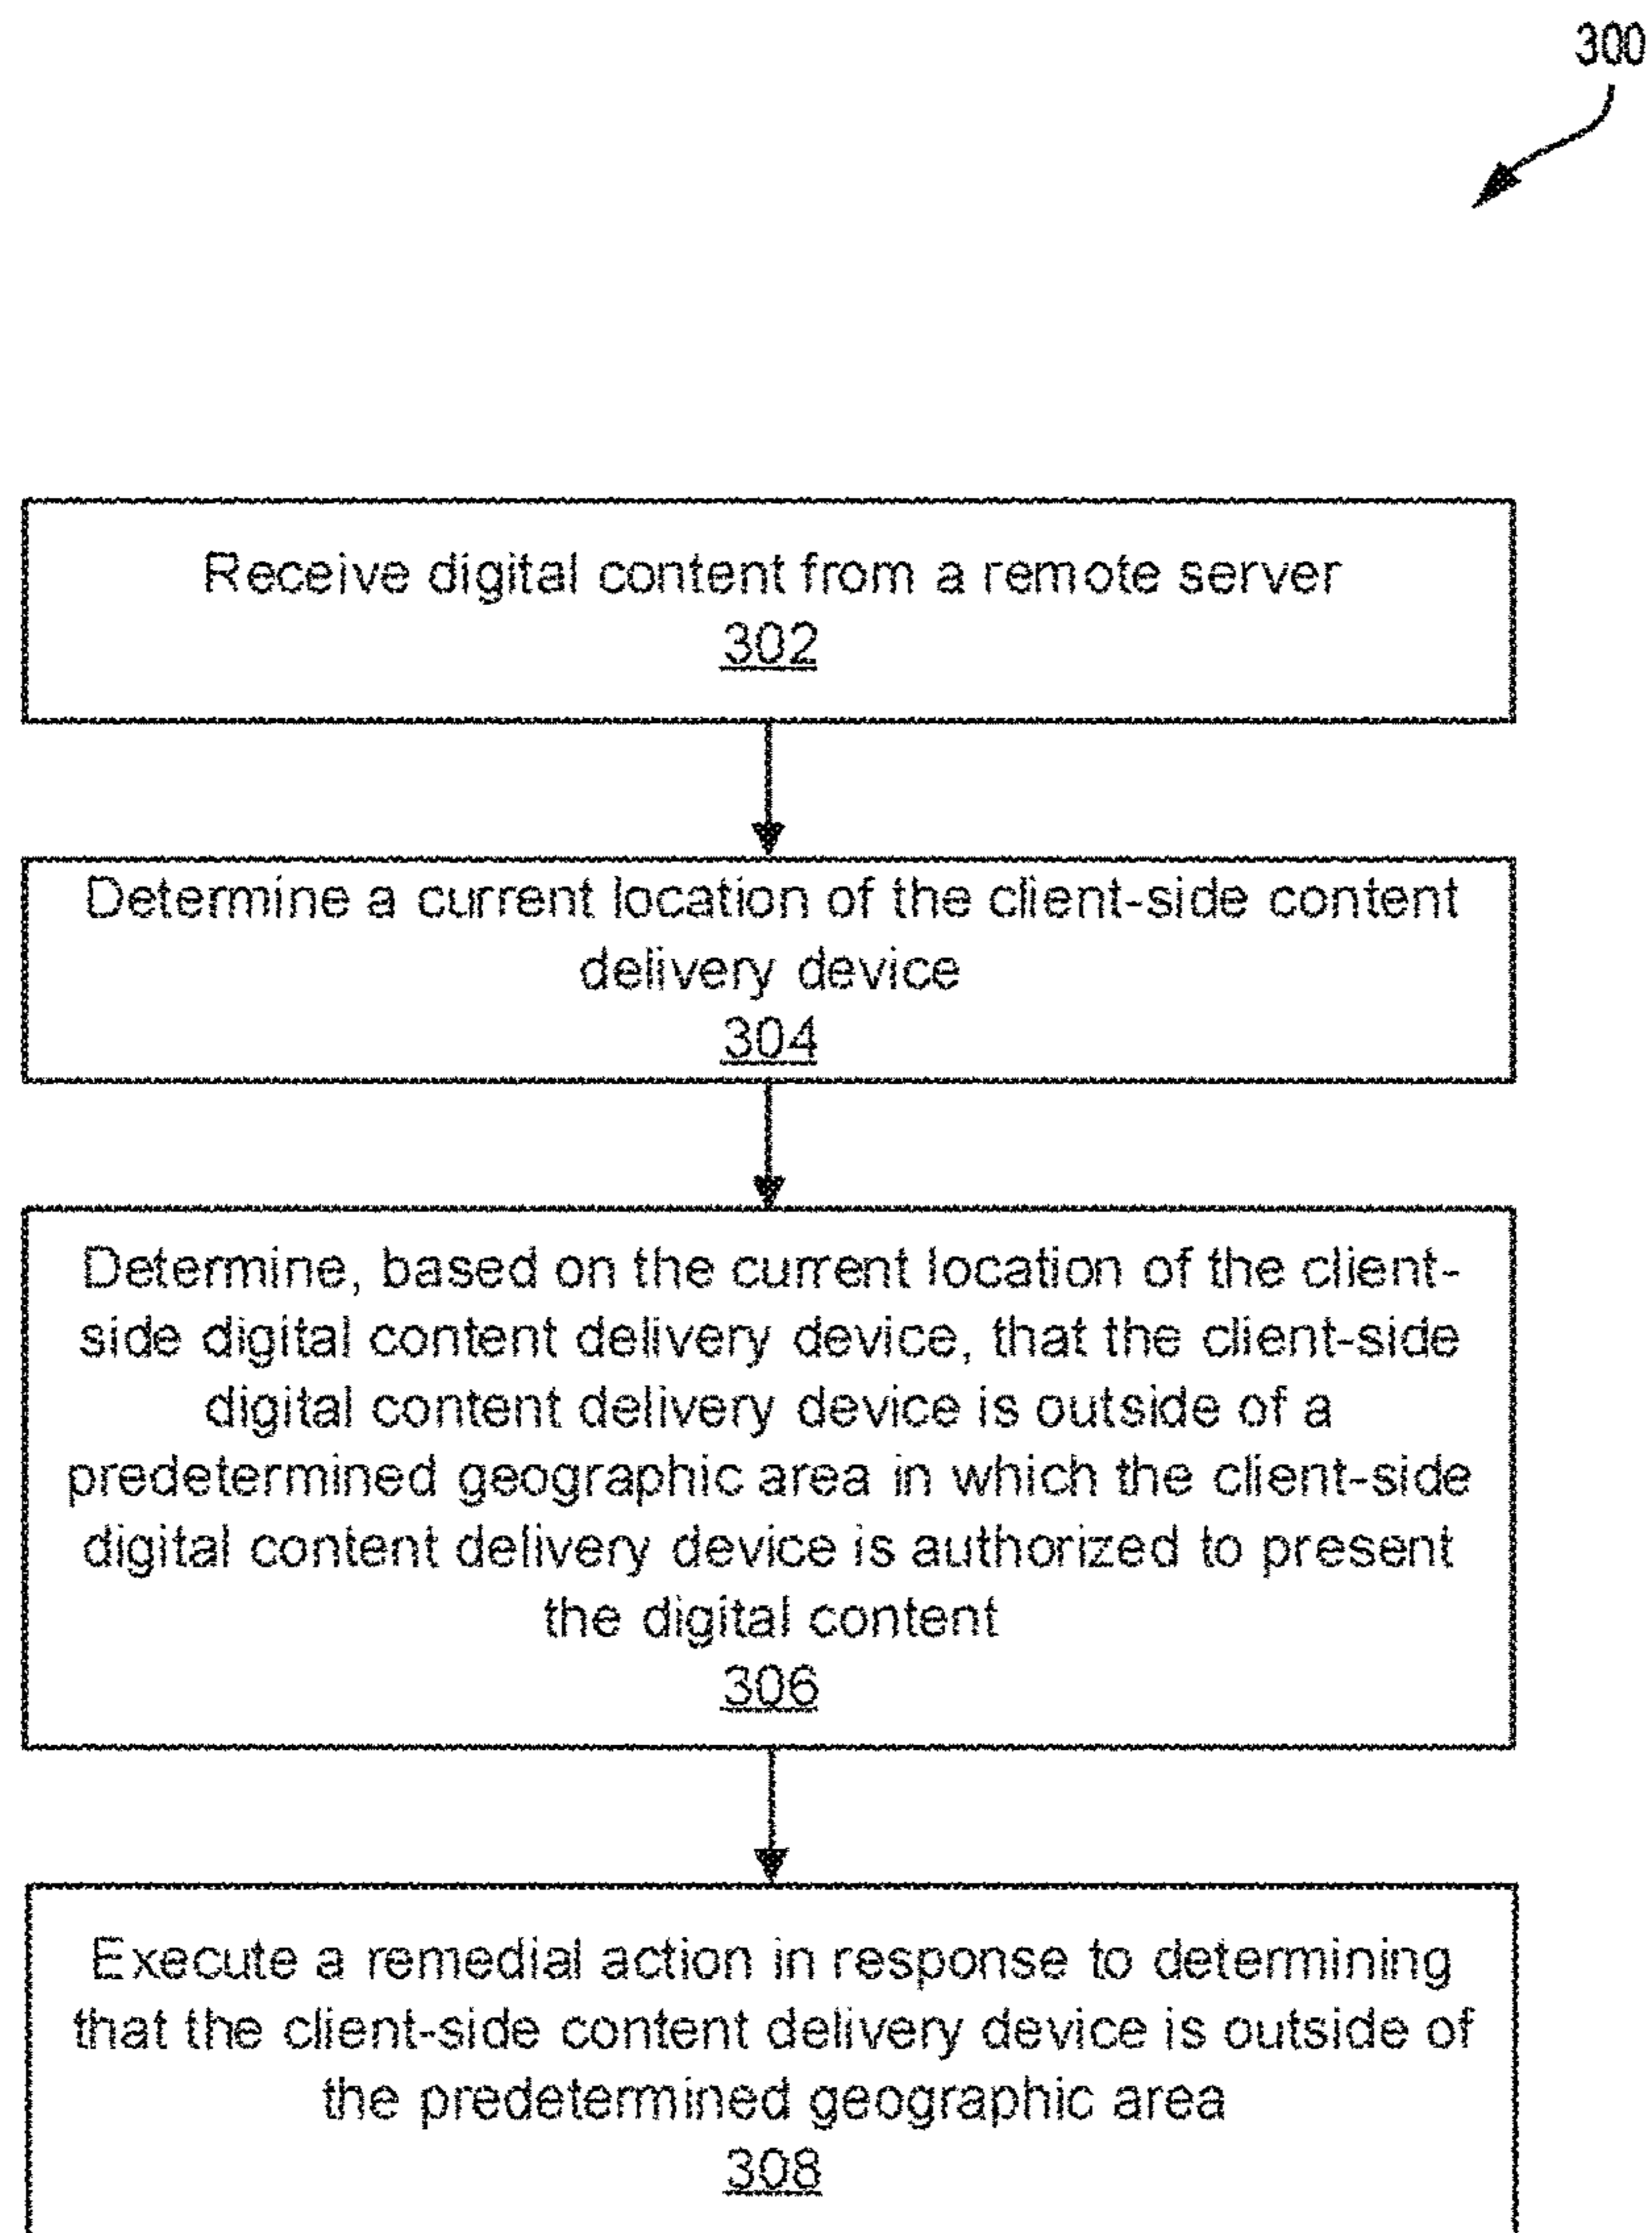 300
Receive digital content from a remote server
302
Determine a current location of the client-side content
delivery device
304
Determine, based on the current location of the client-
side digital content delivery device, that the client-side
digital content delivery device is outside of a
predetermined geographic area in which the client-side
digital content delivery device is authorized to present
the digital content
306
Execute a remedial action in response to determining
that the client-side content delivery device is outside of
the predetermined geographic area
308